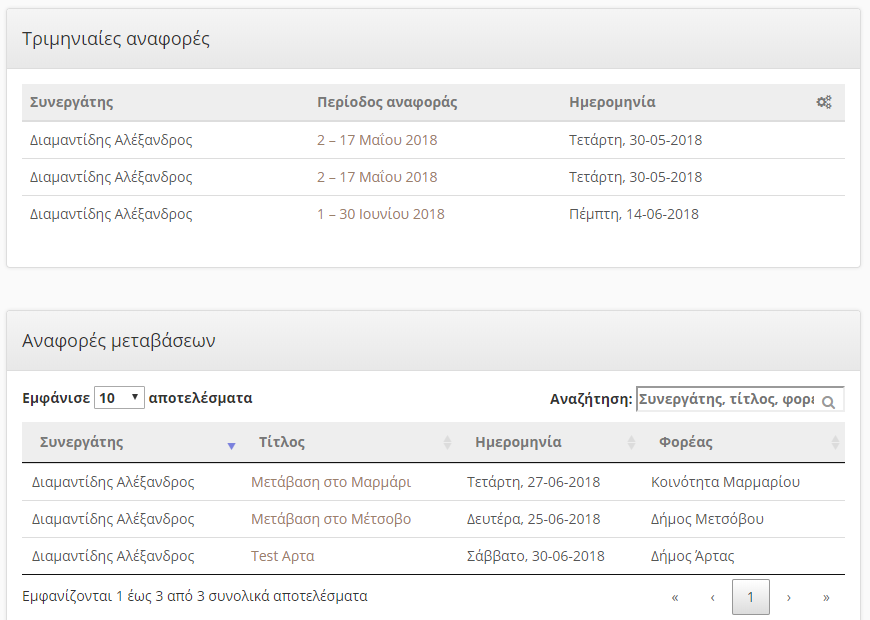 Τριμηνιαίες αναφορές
Συνεργάτης Περίοδος αναφοράς Ημερομηνία
Διαμαντίδης Αλέξανδρος 2 – 17 Μαΐου 2018 Τετάρτη, 30-05-2018
Διαμαντίδης Αλέξανδρος 2 – 17 Μαΐου 2018 Τετάρτη, 30-05-2018
Διαμαντίδης Αλέξανδρος 1 – 30 Ιουνίου 2018 Πέμπτη, 14-06-2018
Αναφορές μεταβάσεων
Εμφάνισε 10 αποτελέσματα Αναζήτηση: Συνεργάτης, τίτλος, φορι
Συνεργάτης Τίτλος Ημερομηνία Φορέας
Διαμαντίδης Αλέξανδρος Μετάβαση στο Μαρμάρι Τετάρτη, 27-06-2018 Κοινότητα Μαρμαρίου
Διαμαντίδης Αλέξανδρος Μετάβαση στο Μέτσοβο Δευτέρα, 25-06-2018 Δήμος Μετσόβου
Διαμαντίδης Αλέξανδρος Test Αρτα Σάββατο, 30-06-2018 Δήμος Άρτας
Εμφανίζονται 1 έως 3 από 3 συνολικά αποτελέσματα « ‹ 1 › »